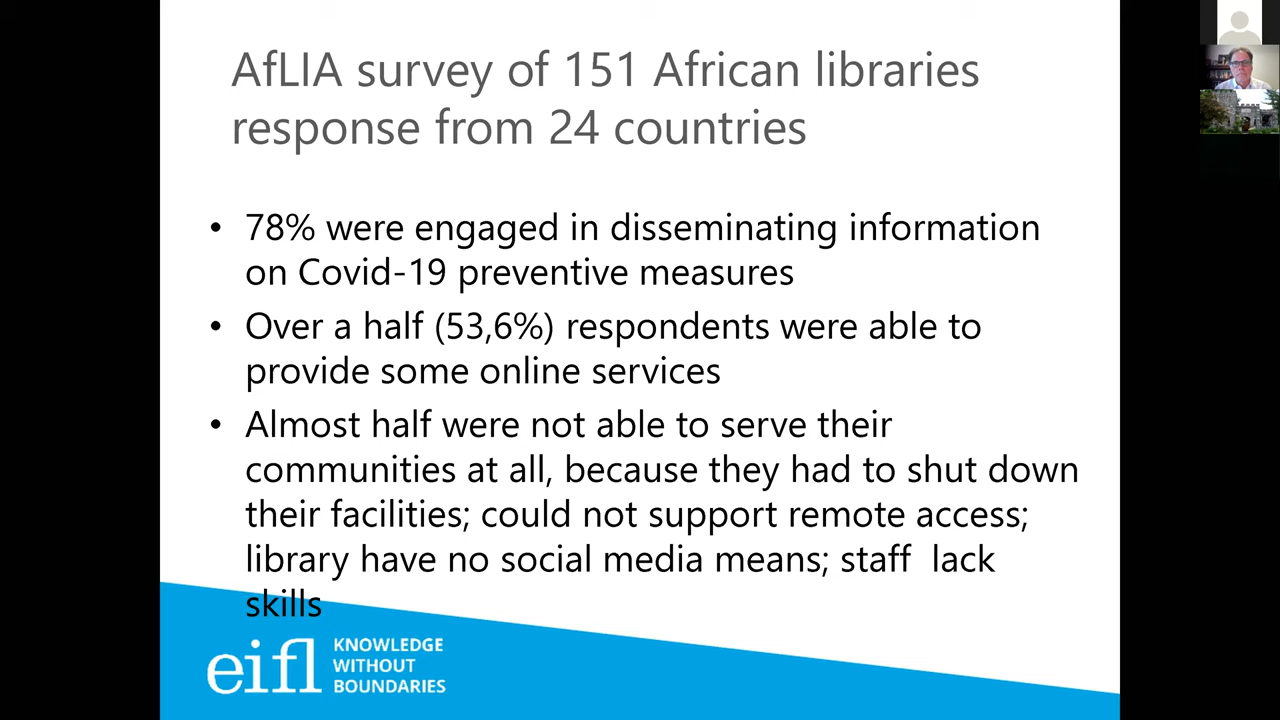 AfLIA survey of 151 African libraries
response from 24 countries
• 78% were engaged in disseminating information
on Covid-19 preventive measures
• Over a half (53,6%) respondents were able to
provide some online services
• Almost half were not able to serve their
communities at all, because they had to shut down
their facilities; could not support remote access;
library have no social media means; staff  lack
skills
eifl
KNOWLEDGE
WITHOUT
BOUNDARIES